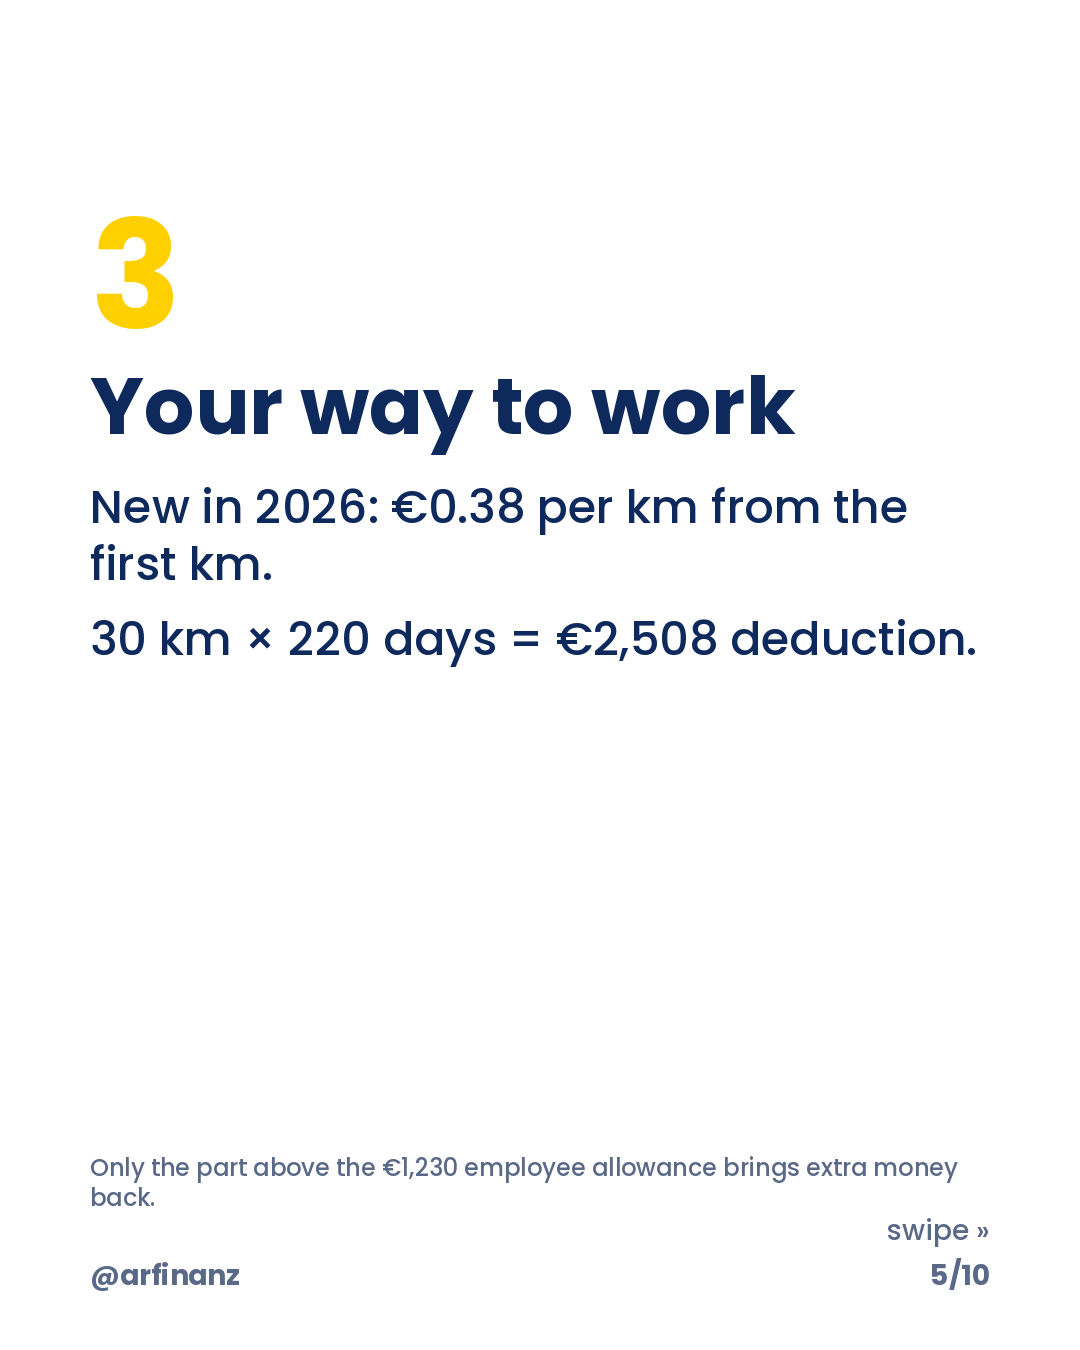 3
Your way to work
New in 2026: €0.38 per km from the
first km.
30 km × 220 days = €2,508 deduction.
Only the part above the €1,230 employee allowance brings extra money
back.
swipe »
@arfinanz
5/10